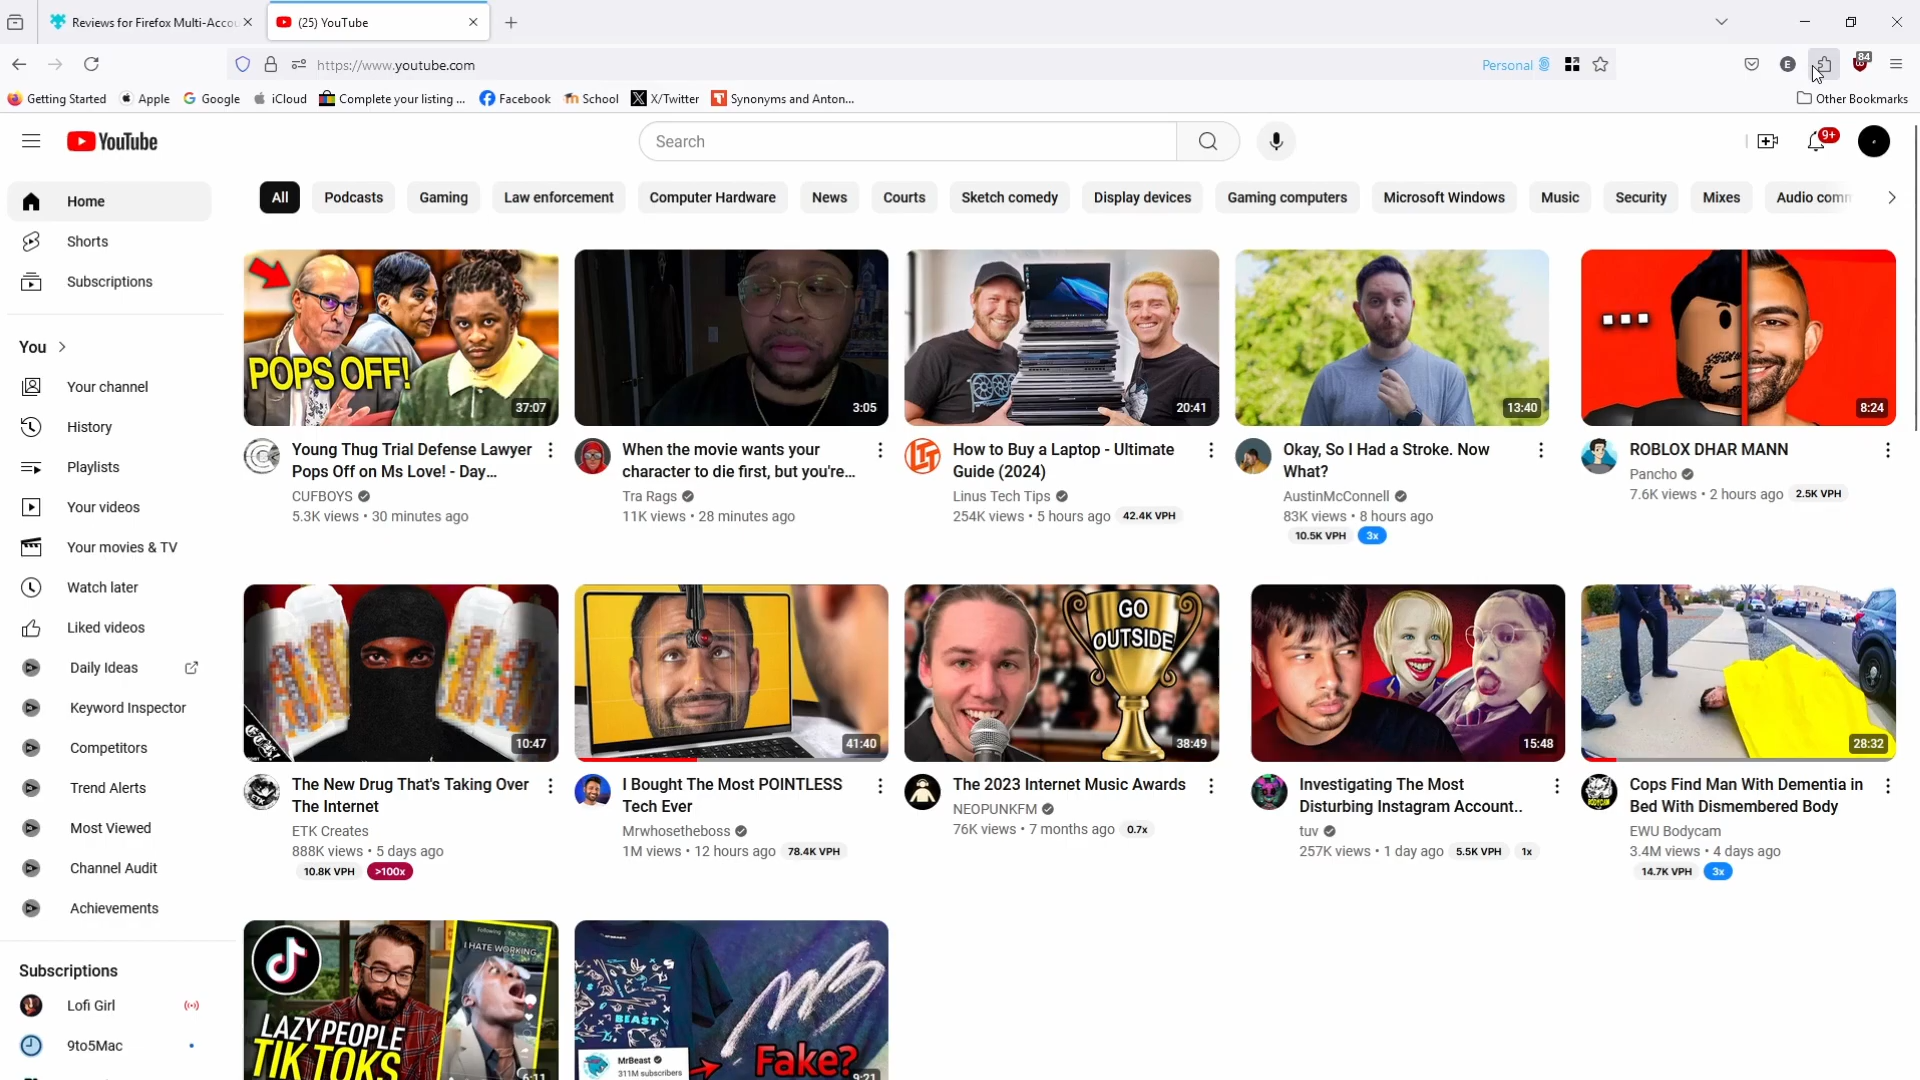 Reviews for Firefox Multi-Accou
(25) YouTube
https://www.youtube.com
Personal
E
84
Getting Started
Apple
Google
iCloud
Complete your listing ...
Facebook
School
X/Twitter
Synonyms and Anton...
Other Bookmarks
YouTube
Search
9+
Home
Shorts
Subscriptions
You
Your channel
History
Playlists
Your videos
Your movies & TV
Watch later
Liked videos
Daily Ideas
Keyword Inspector
Competitors
Trend Alerts
Most Viewed
Channel Audit
Achievements
Subscriptions
Lofi Girl
9to5Mac
All
Podcasts
Gaming
Law enforcement
Computer Hardware
News
Courts
Sketch comedy
Display devices
Gaming computers
Microsoft Windows
Music
Security
Mixes
Audio comm
POPS OFF!
37:07
Young Thug Trial Defense Lawyer
Pops Off on Ms Love! - Day...
CUFBOYS
5.3K views • 30 minutes ago
3:05
When the movie wants your
character to die first, but you're...
Tra Rags
11K views • 28 minutes ago
20:41
How to Buy a Laptop - Ultimate
Guide (2024)
Linus Tech Tips
254K views • 5 hours ago 42.4K VPH
13:40
Okay, So I Had a Stroke. Now
What?
AustinMcConnell
83K views • 8 hours ago
10.5K VPH 3x
8:24
ROBLOX DHAR MANN
Pancho
7.6K views • 2 hours ago 2.5K VPH
10:47
The New Drug That's Taking Over
The Internet
ETK Creates
888K views • 5 days ago
10.8K VPH >100x
41:40
I Bought The Most POINTLESS
Tech Ever
Mrwhosetheboss
1M views • 12 hours ago 78.4K VPH
GO
OUTSIDE
38:49
The 2023 Internet Music Awards
NEOPUNKFM
76K views • 7 months ago 0.7x
15:48
Investigating The Most
Disturbing Instagram Account..
tuv
257K views • 1 day ago 5.5K VPH 1x
28:32
Cops Find Man With Dementia in
Bed With Dismembered Body
EWU Bodycam
3.4M views • 4 days ago
14.7K VPH 3x
I HATE WORKING
LAZY PEOPLE
TIK TOKS
6:11
BEAST
MrBeast
311M subscribers
Fake?
9:21